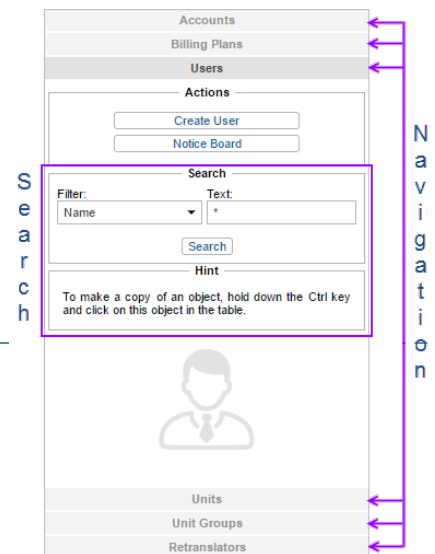 Accounts
Billing Plans
Users
Actions
Create User
Notice Board
Search
Filter: Text:
Name *
Search
Hint
To make a copy of an object, hold down the Ctrl key
and click on this object in the table.
Units
Unit Groups
Retranslators
Search
Navigation